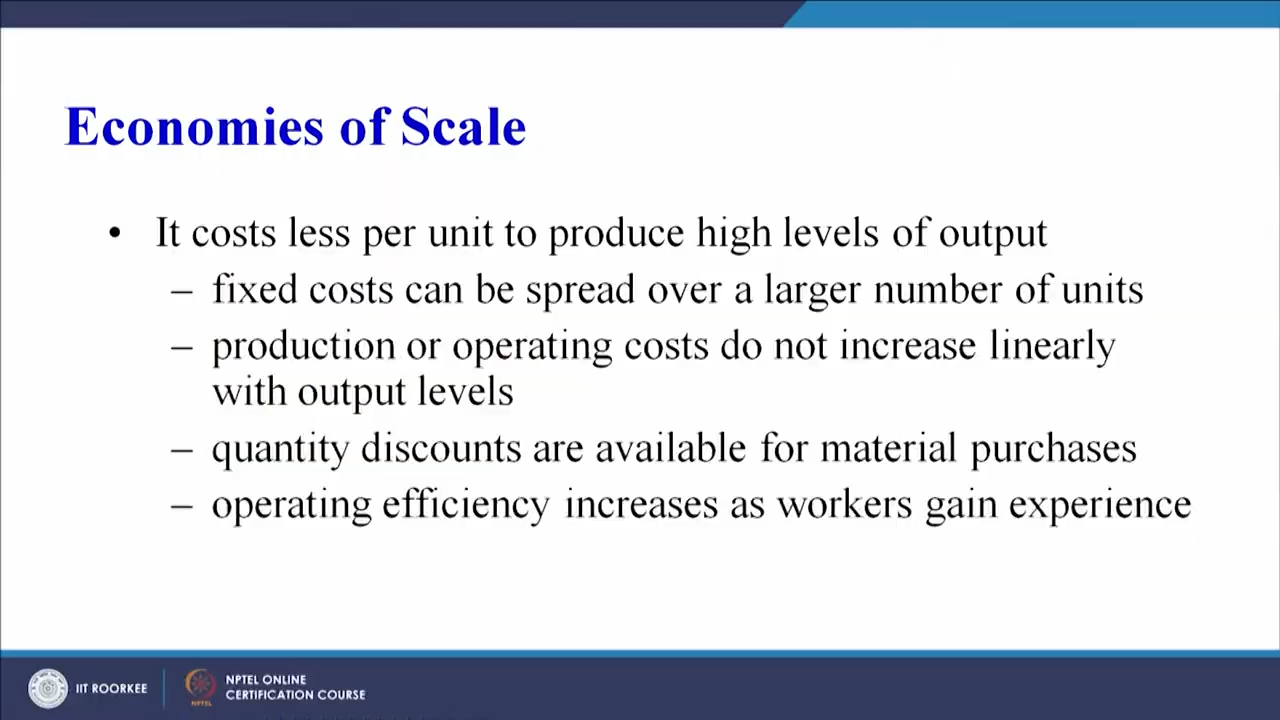 Economies of Scale
• It costs less per unit to produce high levels of output
– fixed costs can be spread over a larger number of units
– production or operating costs do not increase linearly
with output levels
– quantity discounts are available for material purchases
– operating efficiency increases as workers gain experience
IIT ROORKEE
NPTEL
NPTEL ONLINE
CERTIFICATION COURSE